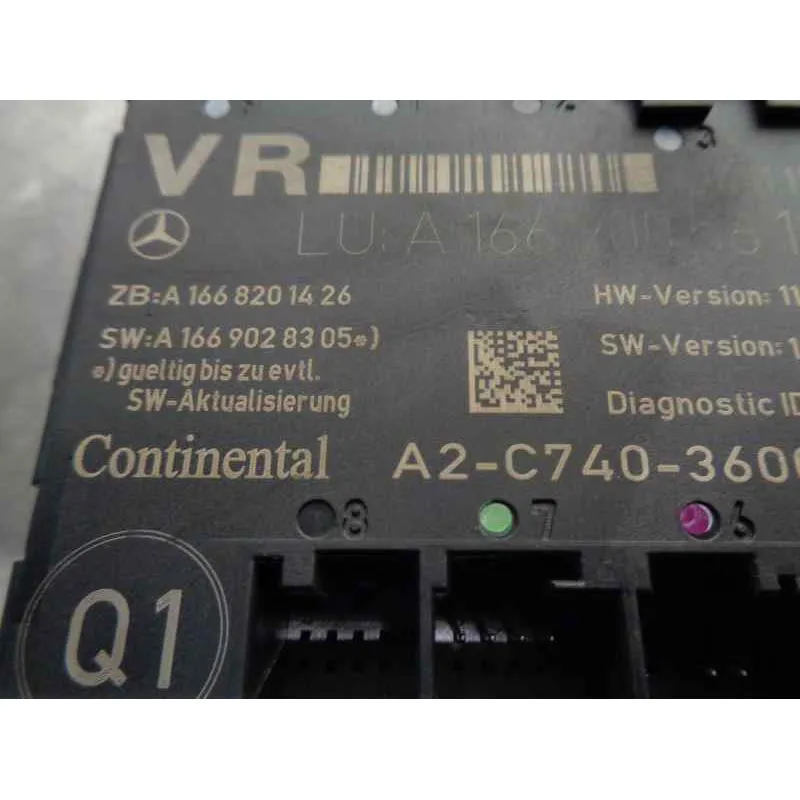 VR
LU: A 166
ZB: A 166 820 14 26
HW-Version: 11
SW: A 166 902 83 05 *)
SW-Version: 1
*) gueltig bis zu evtl.
SW-Aktualisierung
Diagnostic ID
Continental
A2-C740-360
8
7
6
Q1